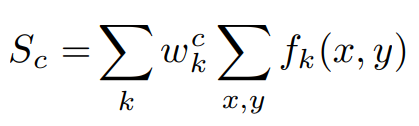 S_c = \sum_k w_k^c \sum_{x,y} f_k(x, y)